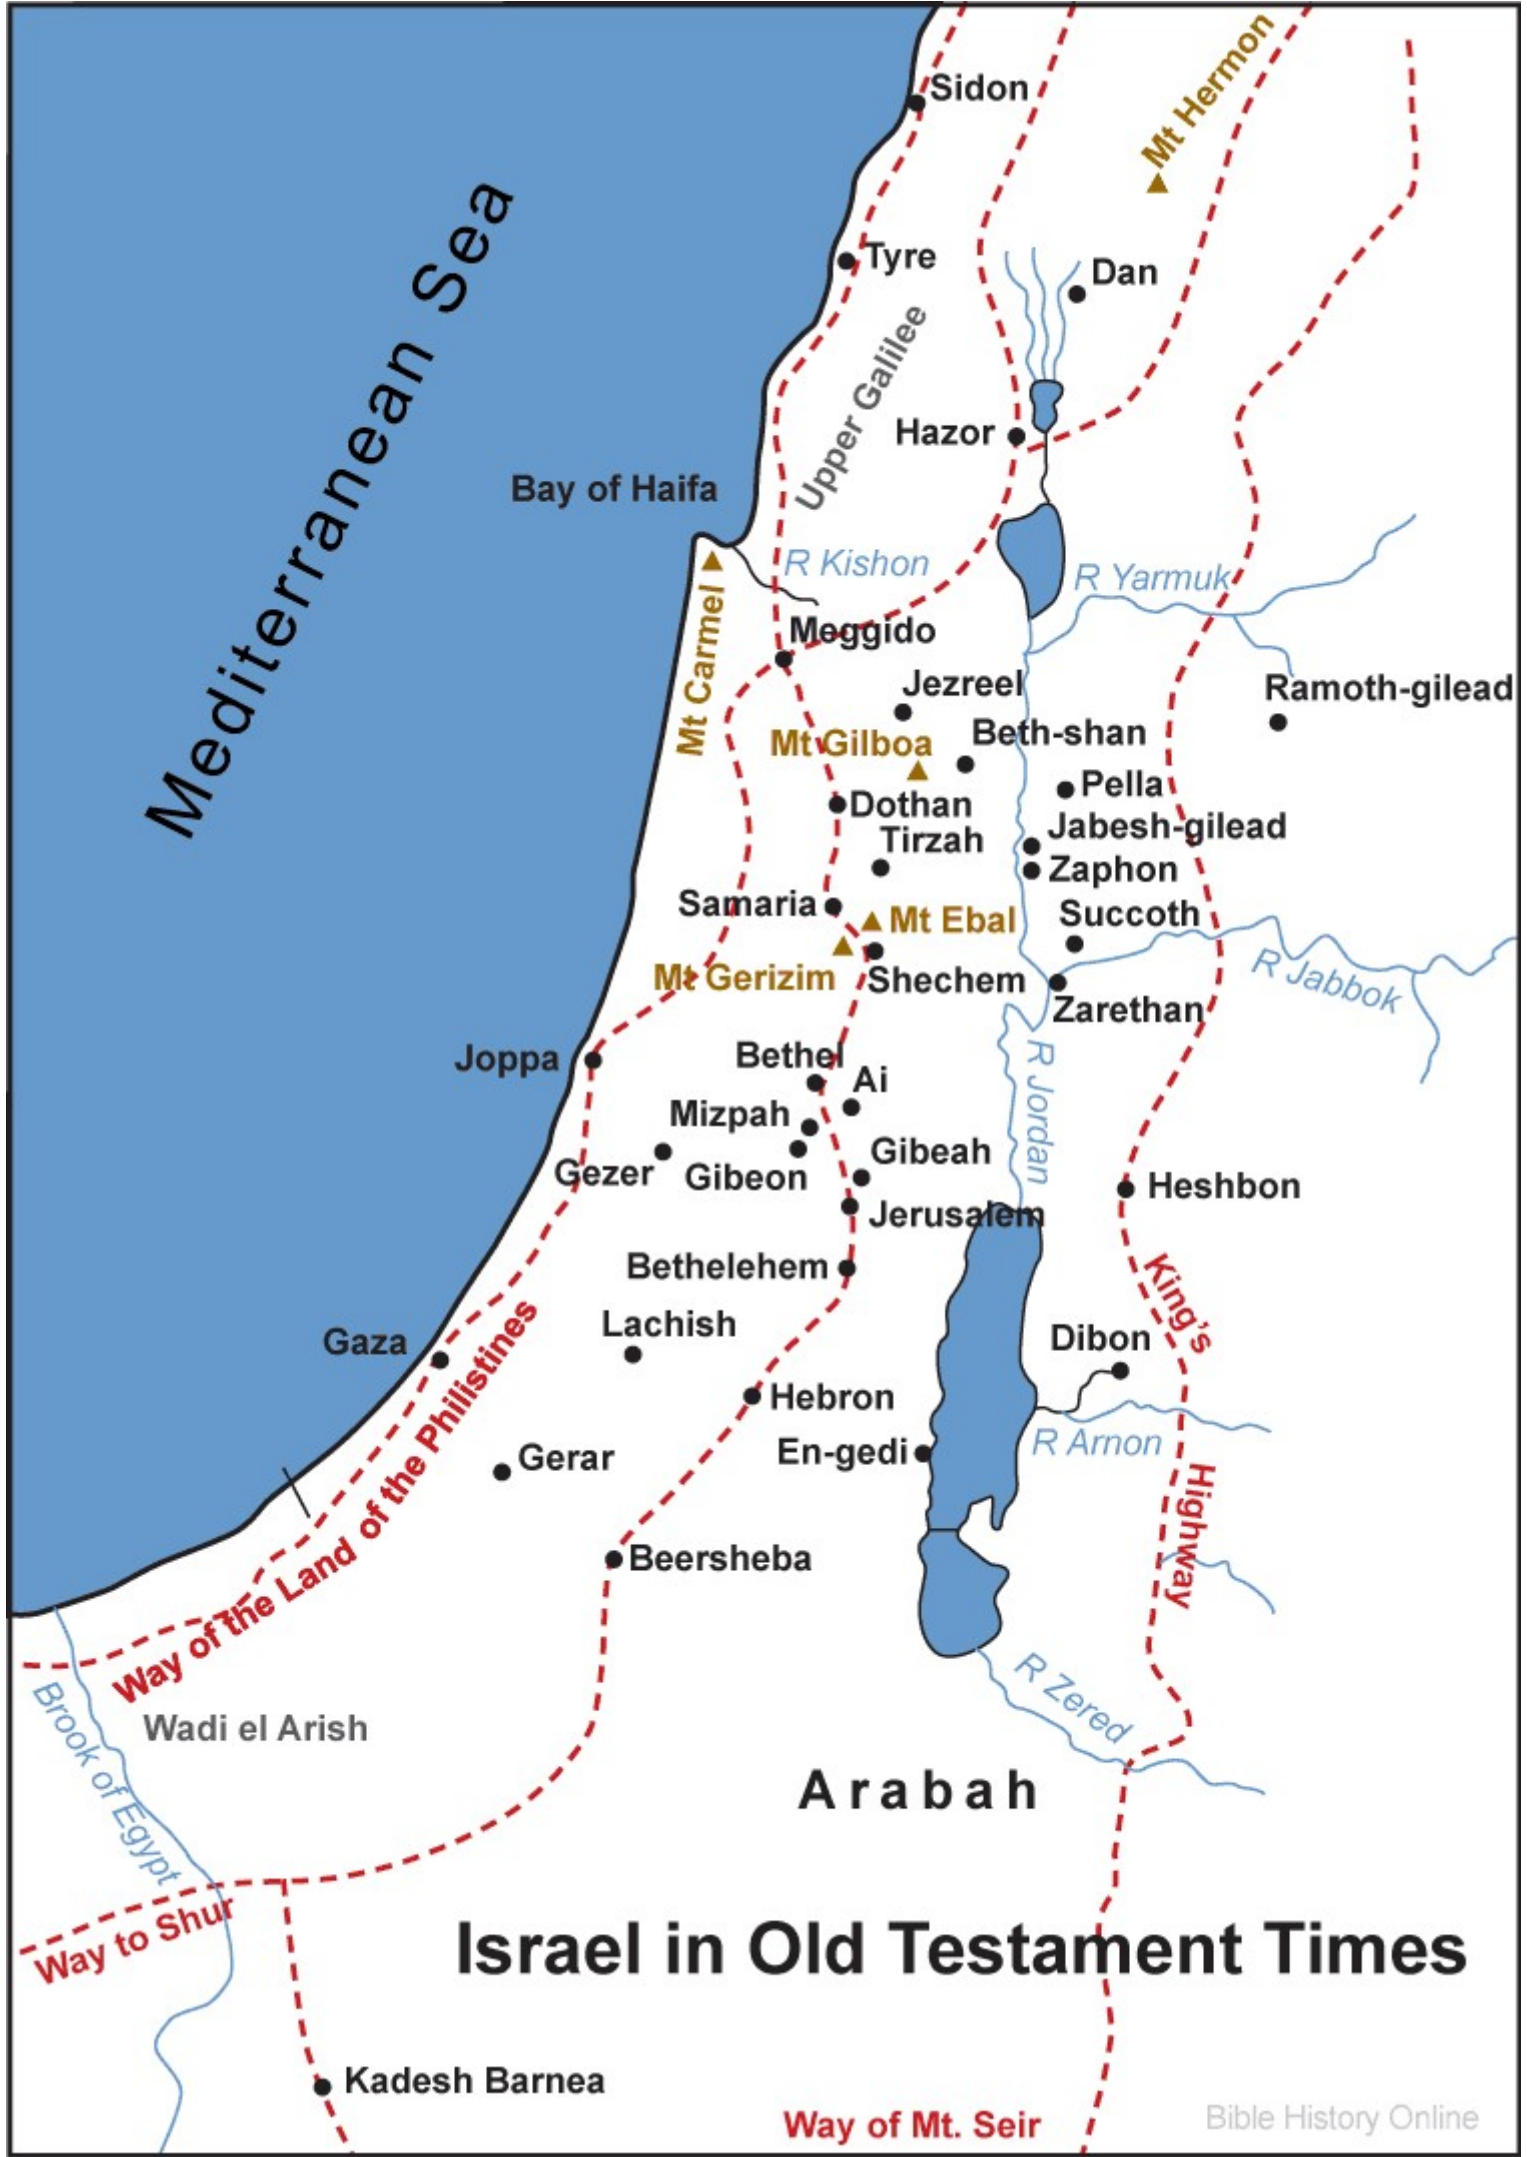 Sidon
Mt Hermon
Mediterranean Sea
Tyre
Dan
Upper Galilee
Hazor
Bay of Haifa
R Kishon
R Yarmuk
Mt Carmel
Meggido
Jezreel
Ramoth-gilead
Mt Gilboa
Beth-shan
Pella
Dothan
Jabesh-gilead
Tirzah
Zaphon
Samaria
Mt Ebal
Succoth
Mt Gerizim
Shechem
R Jabbok
Zarethan
Joppa
Bethel
Ai
R Jordan
Mizpah
Gezer
Gibeon
Gibeah
Heshbon
Jerusalem
Bethelehem
King's
Highway
Lachish
Gaza
Dibon
Hebron
R Arnon
En-gedi
Gerar
Way of the Land of the Philistines
Beersheba
R Zered
Brook of Egypt
Wadi el Arish
Arabah
Way to Shur
Israel in Old Testament Times
Kadesh Barnea
Way of Mt. Seir
Bible History Online